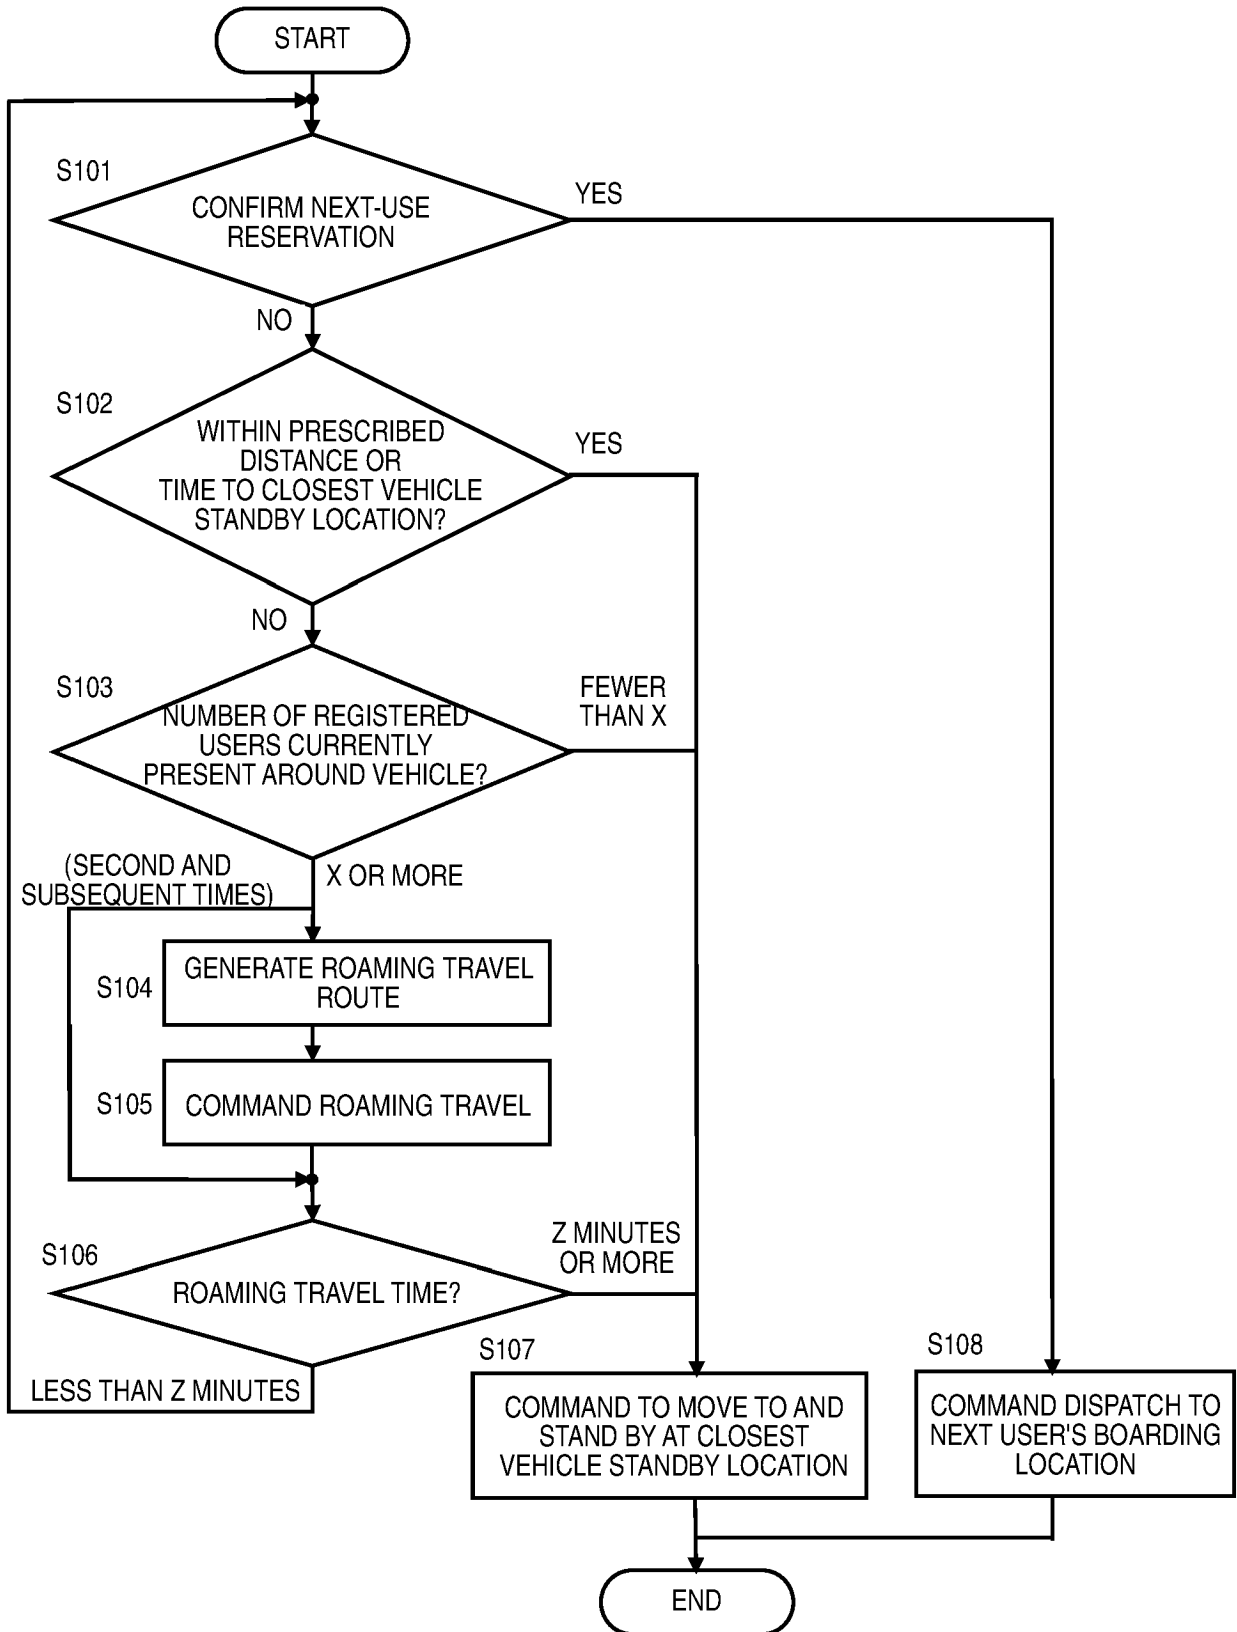 START
S101
CONFIRM NEXT-USE
RESERVATION
YES
NO
S102
WITHIN PRESCRIBED
DISTANCE OR
TIME TO CLOSEST VEHICLE
STANDBY LOCATION?
YES
NO
S103
NUMBER OF REGISTERED
USERS CURRENTLY
PRESENT AROUND VEHICLE?
FEWER
THAN X
(SECOND AND
SUBSEQUENT TIMES)
X OR MORE
S104
GENERATE ROAMING TRAVEL
ROUTE
S105
COMMAND ROAMING TRAVEL
S106
ROAMING TRAVEL TIME?
Z MINUTES
OR MORE
LESS THAN Z MINUTES
S107
COMMAND TO MOVE TO AND
STAND BY AT CLOSEST
VEHICLE STANDBY LOCATION
S108
COMMAND DISPATCH TO
NEXT USER'S BOARDING
LOCATION
END